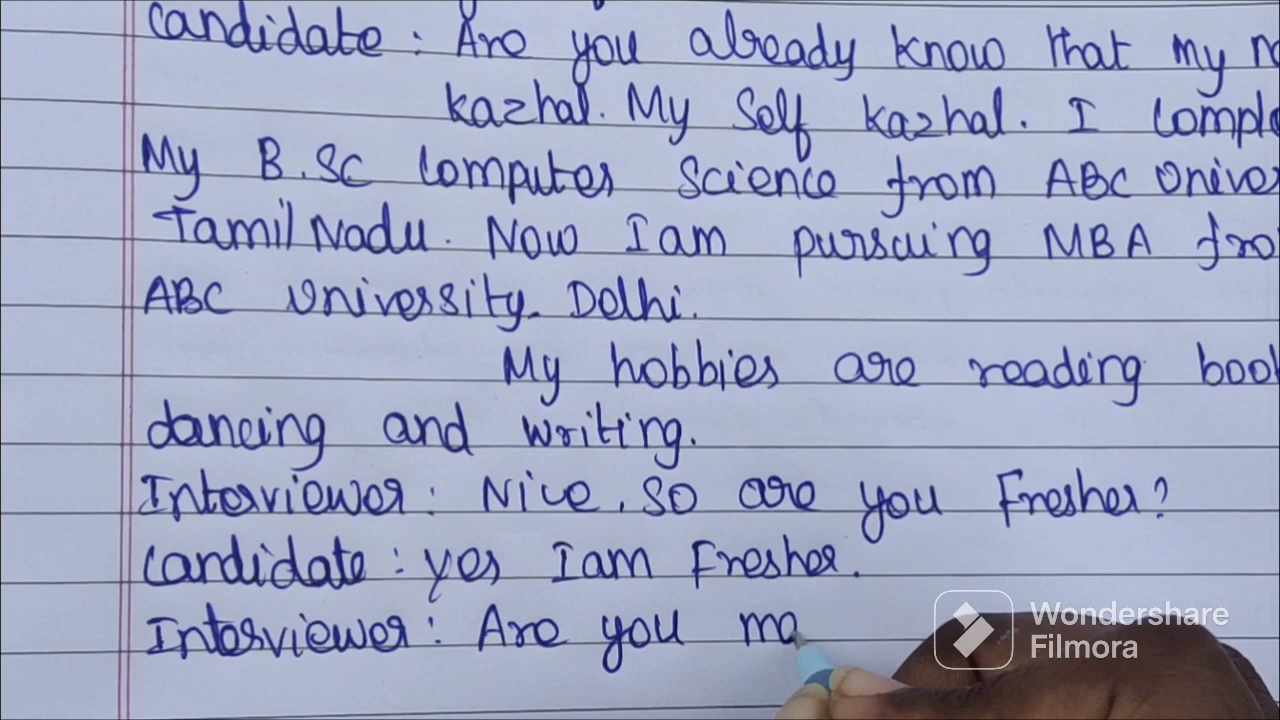 Candidate : Are you already know that my
Kazhal. My Self Kazhal. I
My B.SC Computer Science from ABC
TamilNadu. Now I am pursuing MBA
ABC University. Delhi.
My hobbies are reading
dancing and writing.
Interviewer : Nice. So are you Fresher?
Candidate : yes I am Fresher.
Interviewer : Are you ma
Wondershare
Filmora